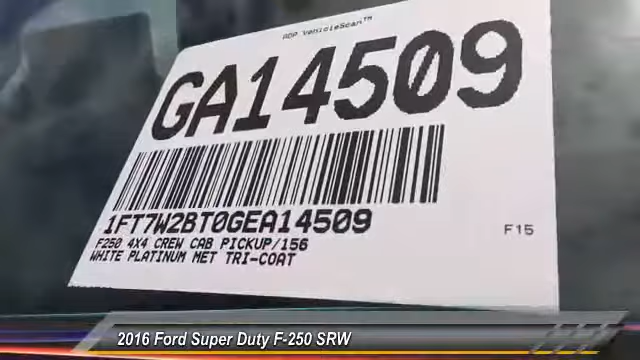 ADP VehicleScan™
GA14509
1FT7W2BT0GEA14509
F250 4X4 CREW CAB PICKUP/156
WHITE PLATINUM MET TRI-COAT
F15
2016 Ford Super Duty F-250 SRW